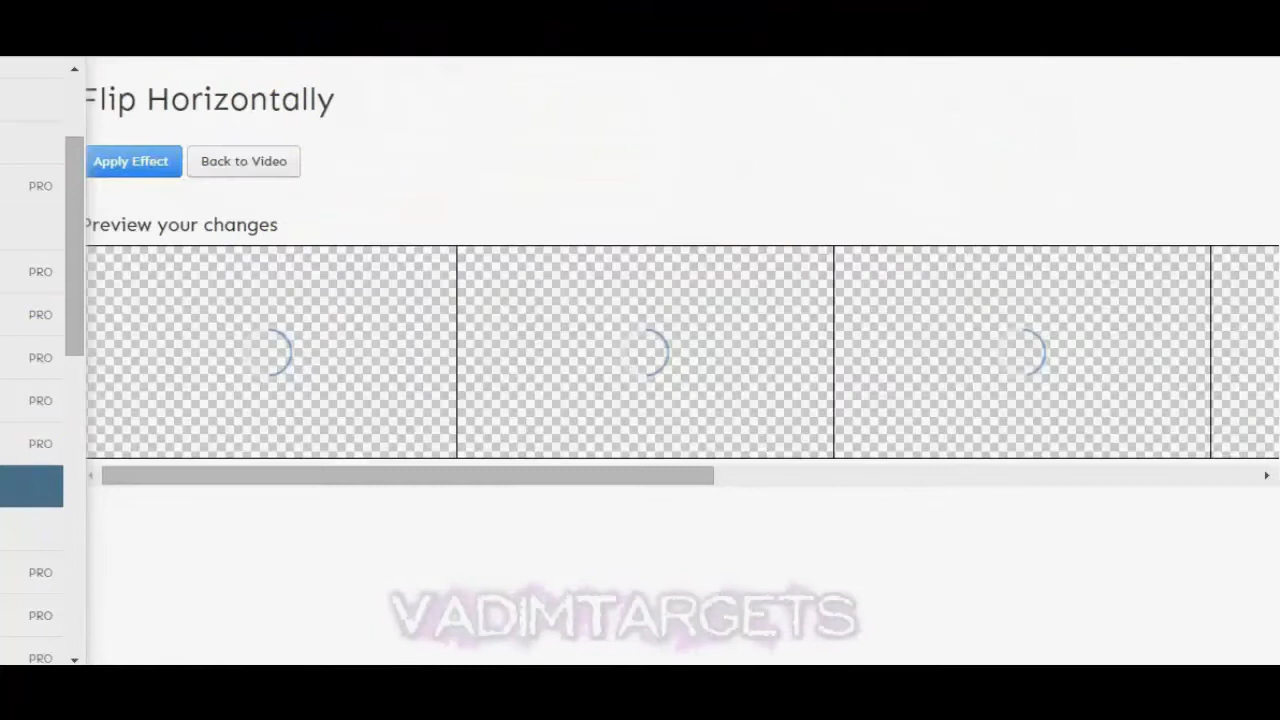 Flip Horizontally
Apply Effect
Back to Video
PRO
Preview your changes
PRO
PRO
PRO
PRO
PRO
PRO
PRO
PRO
VADIMTARGETS